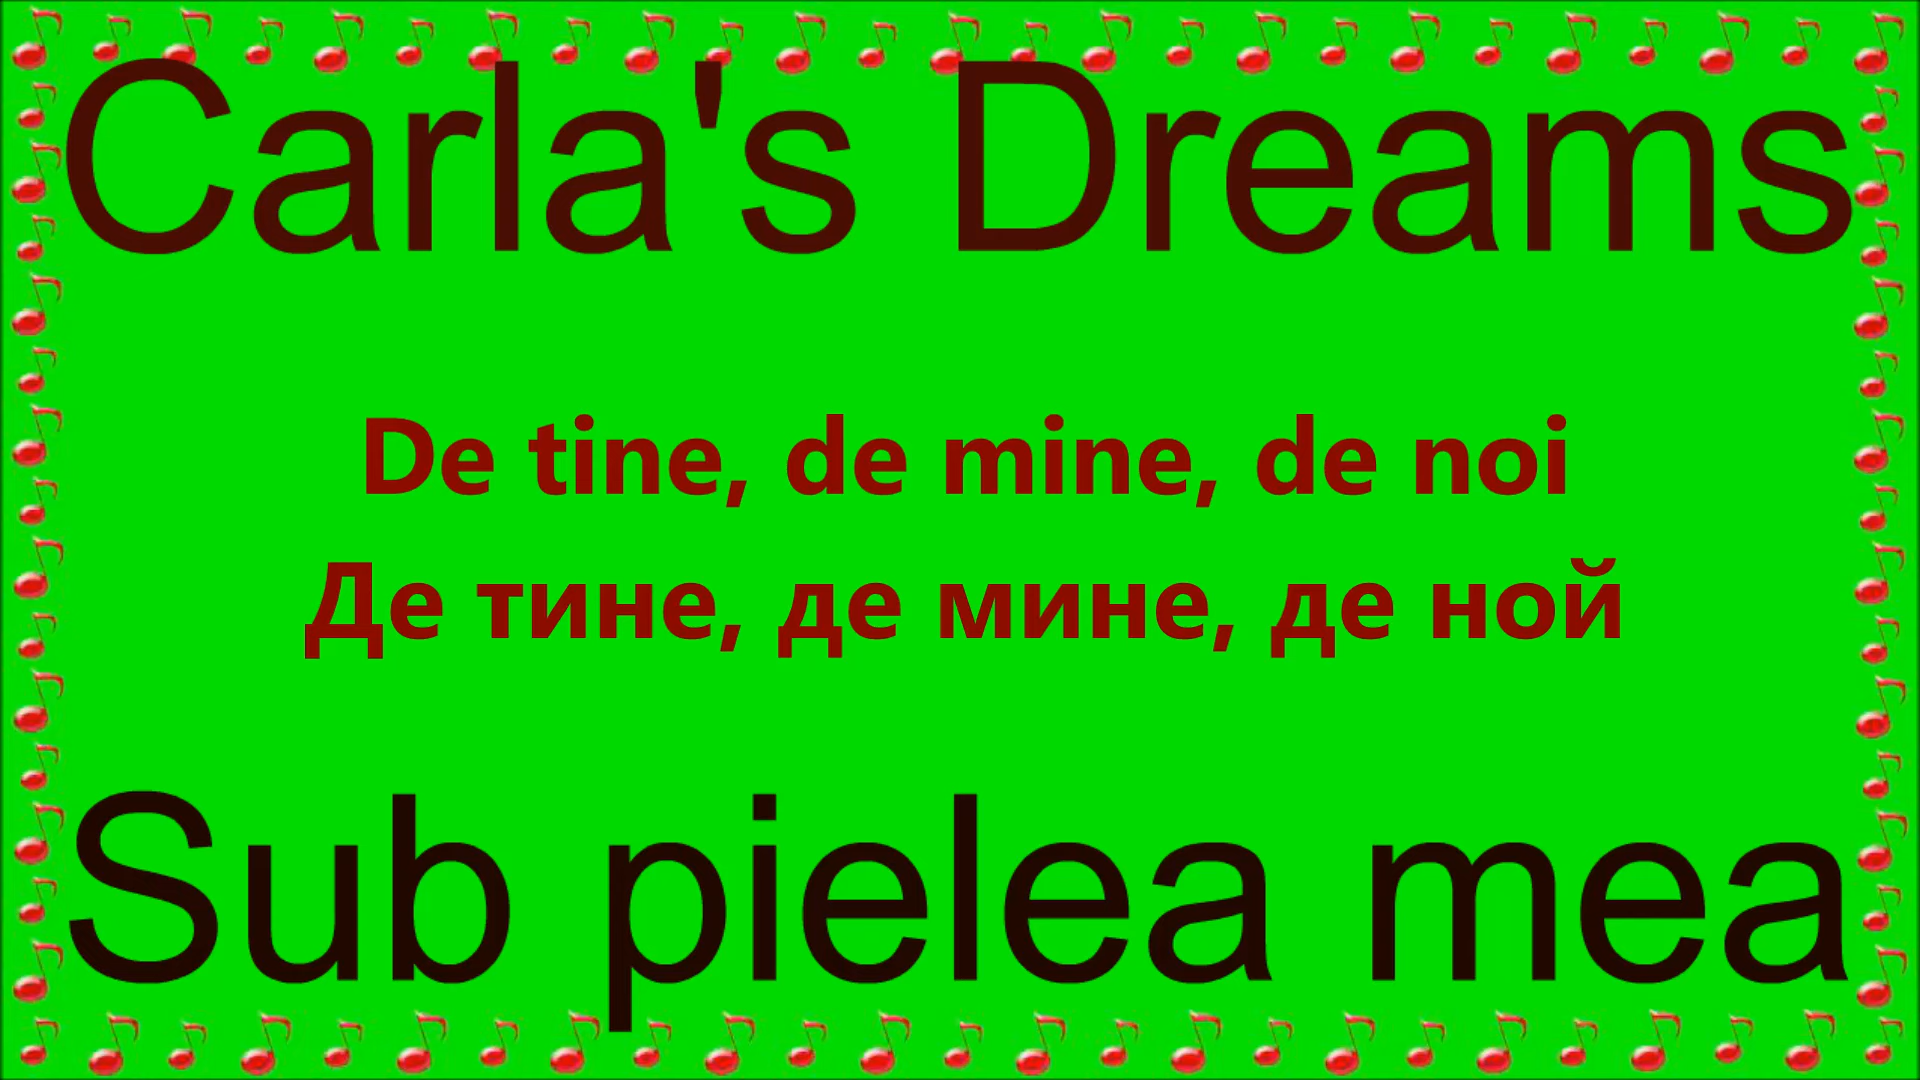 Carla's Dreams
De tine, de mine, de noi
Де тине, де мине, де ной
Sub pielea mea